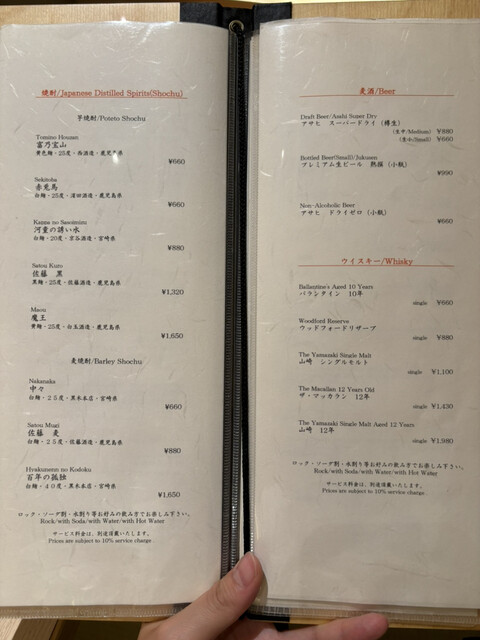 焼酎/Japanese Distilled Spirits(Shochu)
芋焼酎/Poteto Shochu
Tomino Houzan
富乃宝山
黄色麹・25度・西酒造・鹿児島県
¥660
Sekitoba
赤兎馬
白麹・25度・濱田酒造・鹿児島県
¥660
Kappa no Sasoimizu
河童の誘い水
白麹・20度・京谷酒造・宮崎県
¥880
Satou Kuro
佐藤 黒
黒麹・25度・佐藤酒造・鹿児島県
¥1,320
Maou
魔王
黄麹・25度・白玉酒造・鹿児島県
¥1,650
麦焼酎/Barley Shochu
Nakanaka
中々
白麹・25度・黒木本店・宮崎県
¥660
Satou Mugi
佐藤 麦
白麹・25度・佐藤酒造・鹿児島県
¥880
Hyakunenn no Kodoku
百年の孤独
白麹・40度・黒木本店・宮崎県
¥1,650
ロック・ソーダ割・水割り等お好みの飲み方でお楽しみ下さい。
Rock/with Soda/with Water/with Hot Water
サービス料金は、別途頂戴いたします。
Prices are subject to 10% service change.
麦酒/Beer
Draft Beer/Asahi Super Dry
アサヒ スーパードライ（樽生）
(生中/Medium) ¥880
(生小/Small) ¥660
Bottled Beer(Small)/Jukusen
プレミアム生ビール 熟撰（小瓶）
¥990
Non-Alcoholic Beer
アサヒ ドライゼロ（小瓶）
¥660
ウイスキー/Whisky
Ballantine's Aged 10 Years
バランタイン 10年
single ¥660
Woodford Reserve
ウッドフォードリザーブ
single ¥880
The Yamazaki Single Malt
山崎 シングルモルト
single ¥1,100
The Macallan 12 Years Old
ザ・マッカラン 12年
single ¥1,430
The Yamazaki Single Malt Aged 12 Years
山崎 12年
single ¥1,980
ロック・ソーダ割・水割り等お好みの飲み方でお楽しみ下さい。
Rock/with Soda/with Water/with Hot Water
サービス料金は、別途頂戴いたします。
Prices are subject to 10% service change.